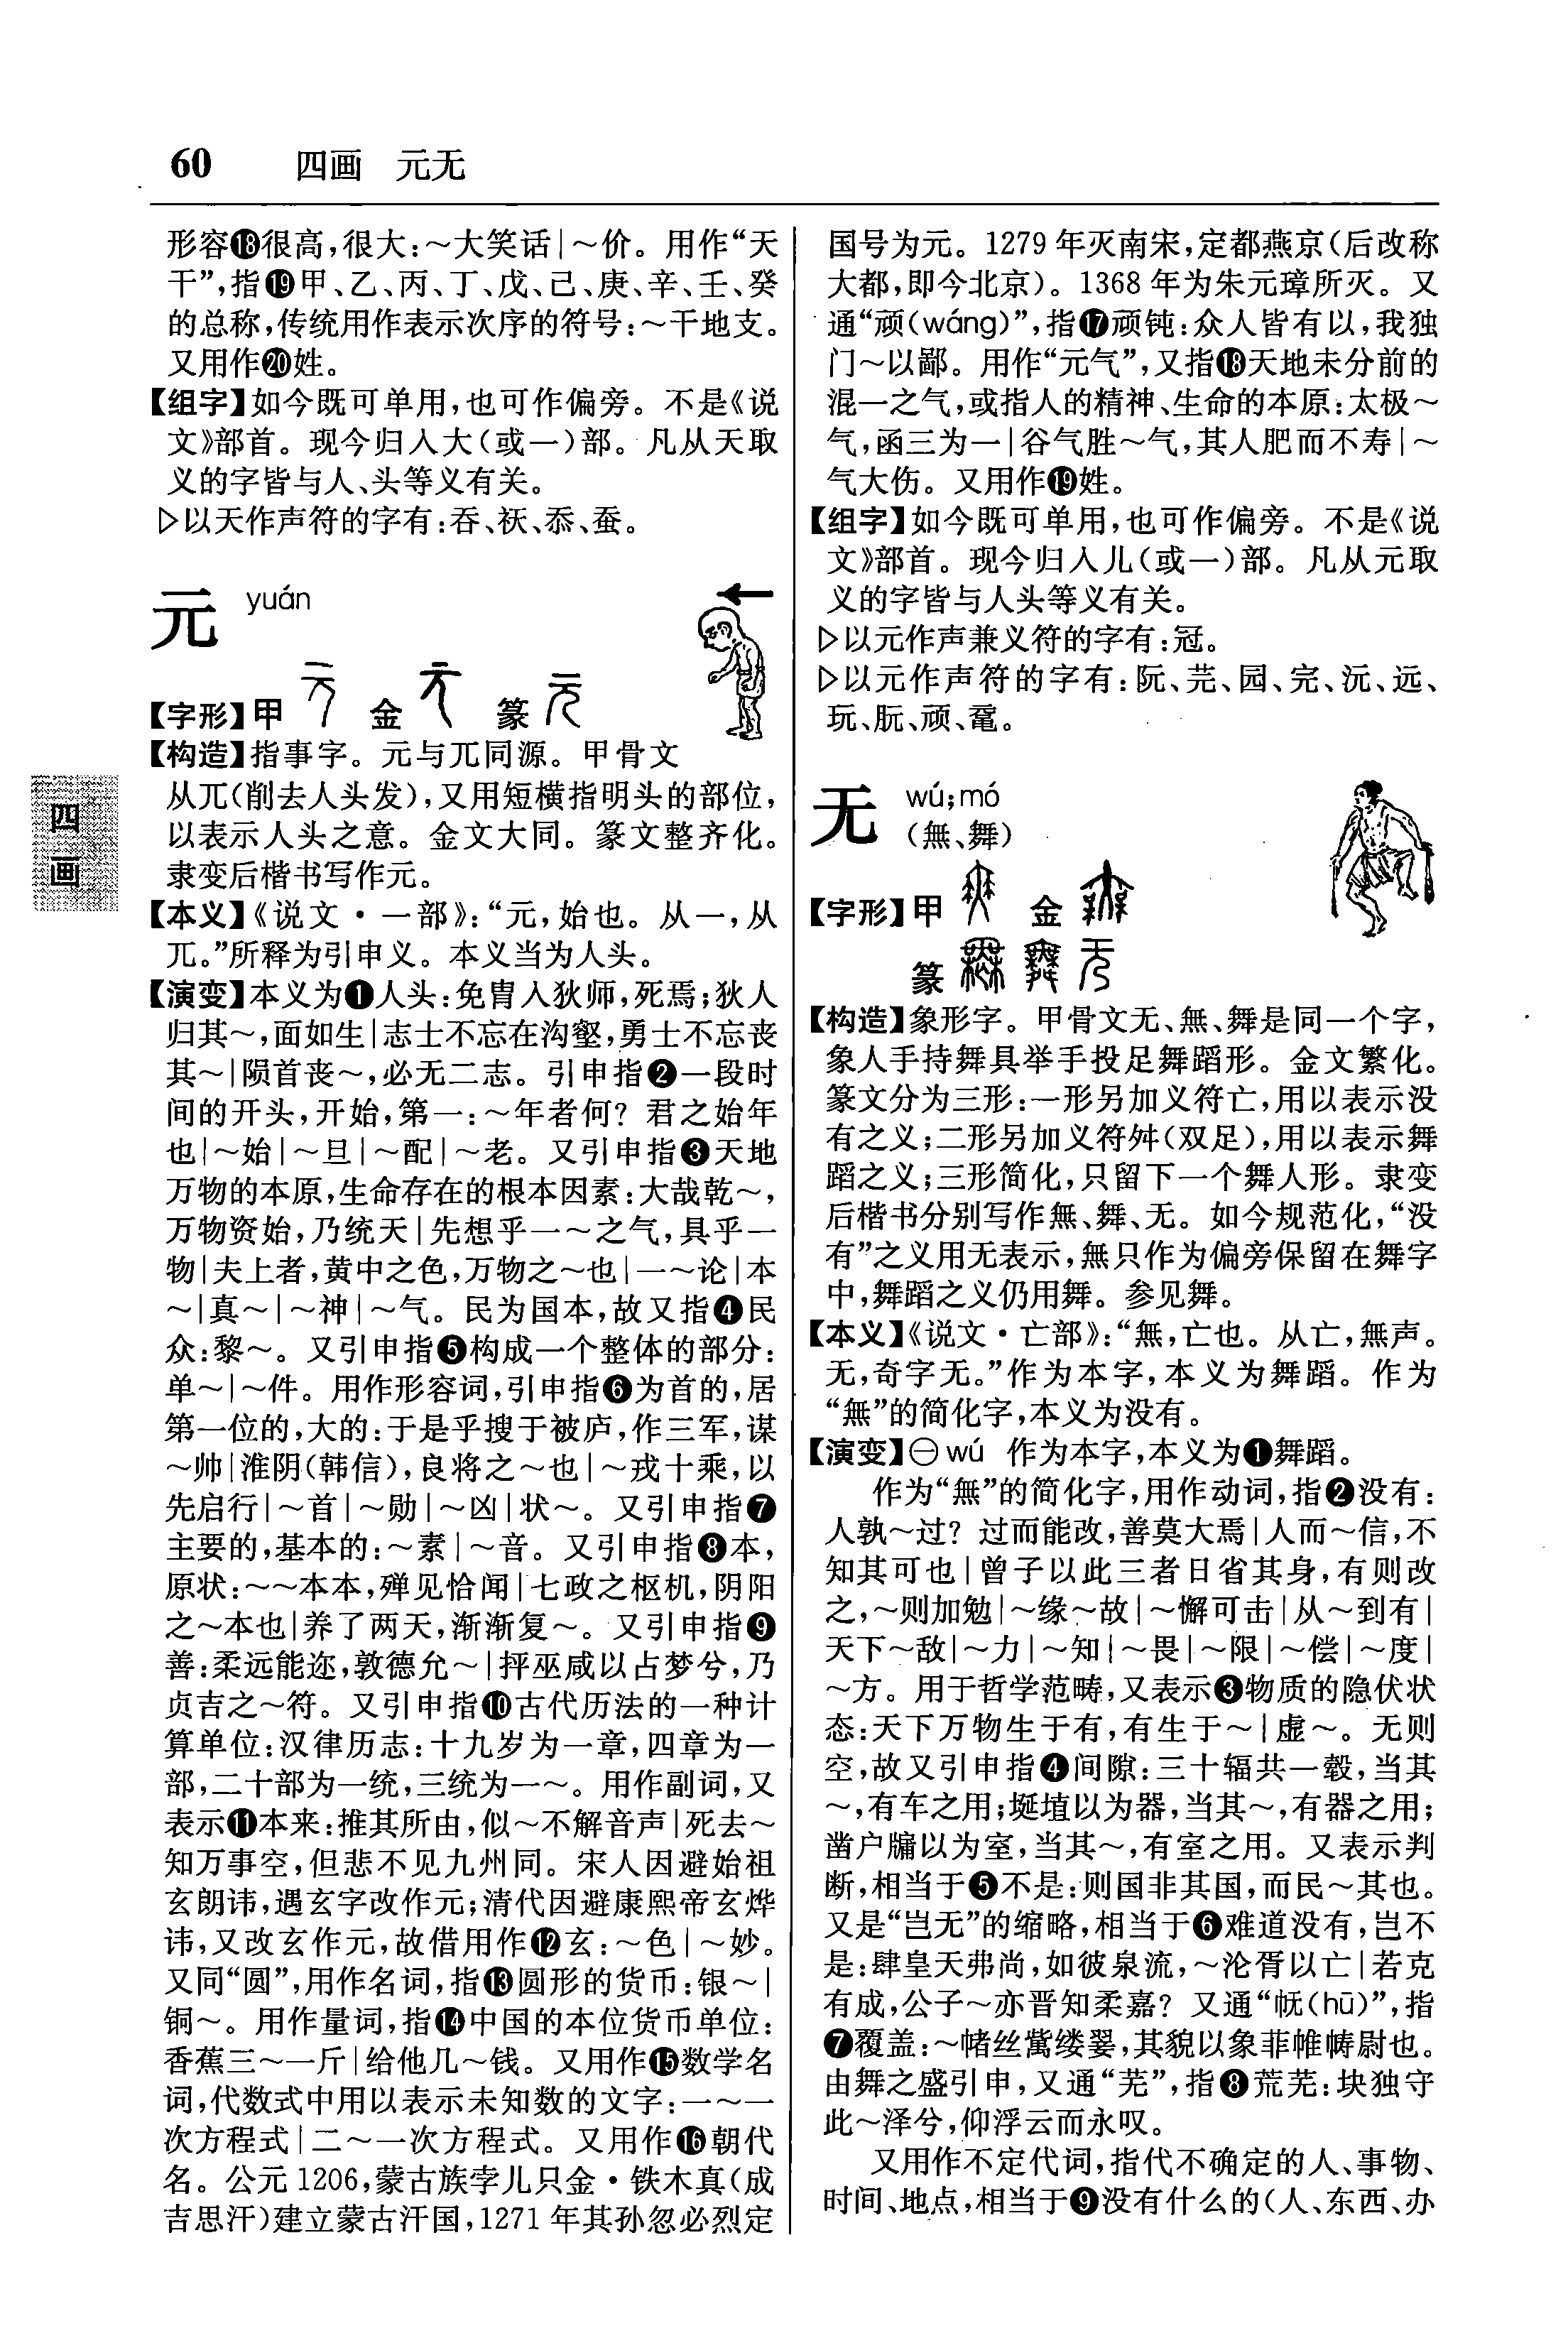 60 四画 元无
形容⓲很高,很大:～大笑话|～价。用作“天
干”,指⓳甲、乙、丙、丁、戊、己、庚、辛、壬、癸
的总称,传统用作表示次序的符号:～干地支。
又用作⓴姓。
【组字】如今既可单用,也可作偏旁。不是《说
文》部首。现今归入大(或一)部。凡从天取
义的字皆与人、头等义有关。
▷以天作声符的字有:吞、祆、忝、蚕。
元 yuán
【字形】甲 金 篆
【构造】指事字。元与兀同源。甲骨文
从兀(削去人头发),又用短横指明头的部位,
以表示人头之意。金文大同。篆文整齐化。
隶变后楷书写作元。
【本义】《说文·一部》:“元,始也。从一,从
兀。”所释为引申义。本义当为人头。
【演变】本义为❶人头:免胄入狄师,死焉;狄人
归其～,面如生|志士不忘在沟壑,勇士不忘丧
其～|陨首丧～,必无二志。引申指❷一段时
间的开头,开始,第一:～年者何?君之始年
也|～始|～旦|～配|～老。又引申指❸天地
万物的本原,生命存在的根本因素:大哉乾～,
万物资始,乃统天|先想乎一～之气,具乎一
物|夫上者,黄中之色,万物之～也|一～论|本
～|真～|～神|～气。民为国本,故又指❹民
众:黎～。又引申指❺构成一个整体的部分:
单～|～件。用作形容词,引申指❻为首的,居
第一位的,大的:于是乎搜于被庐,作三军,谋
～帅|淮阴(韩信),良将之～也|～戎十乘,以
先启行|～首|～勋|～凶|状～。又引申指❼
主要的,基本的:～素|～音。又引申指❽本,
原状:～～本本,殚见恰闻|七政之枢机,阴阳
之～本也|养了两天,渐渐复～。又引申指❾
善:柔远能迩,敦德允～|抨巫咸以占梦兮,乃
贞吉之～符。又引申指❿古代历法的一种计
算单位:汉律历志:十九岁为一章,四章为一
部,二十部为一统,三统为一～。用作副词,又
表示⓫本来:推其所由,似～不解音声|死去～
知万事空,但悲不见九州同。宋人因避始祖
玄朗讳,遇玄字改作元;清代因避康熙帝玄烨
讳,又改玄作元,故借用作⓬玄:～色|～妙。
又同“圆”,用作名词,指⓭圆形的货币:银～|
铜～。用作量词,指⓮中国的本位货币单位:
香蕉三～一斤|给他几～钱。又用作⓯数学名
词,代数式中用以表示未知数的文字:一～一
次方程式|二～一次方程式。又用作⓰朝代
名。公元1206,蒙古族孛儿只金·铁木真(成
吉思汗)建立蒙古汗国,1271年其孙忽必烈定
国号为元。1279年灭南宋,定都燕京(后改称
大都,即今北京)。1368年为朱元璋所灭。又
通“顽(wáng)”,指⓱顽钝:众人皆有以,我独
门～以鄙。用作“元气”,又指⓲天地未分前的
混一之气,或指人的精神、生命的本原:太极～
气,函三为一|谷气胜～气,其人肥而不寿|～
气大伤。又用作⓳姓。
【组字】如今既可单用,也可作偏旁。不是《说
文》部首。现今归入儿(或一)部。凡从元取
义的字皆与人头等义有关。
▷以元作声兼义符的字有:冠。
▷以元作声符的字有:阮、芫、园、完、沅、远、
玩、朊、顽、鼋。
无 wú;mó
(無、舞)
【字形】甲 金
篆
【构造】象形字。甲骨文无、無、舞是同一个字,
象人手持舞具举手投足舞蹈形。金文繁化。
篆文分为三形:一形另加义符亡,用以表示没
有之义;二形另加义符舛(双足),用以表示舞
蹈之义;三形简化,只留下一个舞人形。隶变
后楷书分别写作無、舞、无。如今规范化,“没
有”之义用无表示,無只作为偏旁保留在舞字
中,舞蹈之义仍用舞。参见舞。
【本义】《说文·亡部》:“無,亡也。从亡,無声。
无,奇字无。”作为本字,本义为舞蹈。作为
“無”的简化字,本义为没有。
【演变】㊀wú 作为本字,本义为❶舞蹈。
作为“無”的简化字,用作动词,指❷没有:
人孰～过?过而能改,善莫大焉|人而～信,不
知其可也|曾子以此三者日省其身,有则改
之,～则加勉|～缘～故|～懈可击|从～到有|
天下～敌|～力|～知|～畏|～限|～偿|～度|
～方。用于哲学范畴,又表示❸物质的隐伏状
态:天下万物生于有,有生于～|虚～。无则
空,故又引申指❹间隙:三十辐共一毂,当其
～,有车之用;埏埴以为器,当其～,有器之用;
凿户牖以为室,当其～,有室之用。又表示判
断,相当于❺不是:则国非其国,而民～其也。
又是“岂无”的缩略,相当于❻难道没有,岂不
是:肆皇天弗尚,如彼泉流,～沦胥以亡|若克
有成,公子～亦晋知柔嘉?又通“幠(hū)”,指
❼覆盖:～帾丝歶缕翣,其貌以象菲帷帱尉也。
由舞之盛引申,又通“芜”,指❽荒芜:块独守
此～泽兮,仰浮云而永叹。
又用作不定代词,指代不确定的人、事物、
时间、地点,相当于❾没有什么的(人、东西、办
四
画